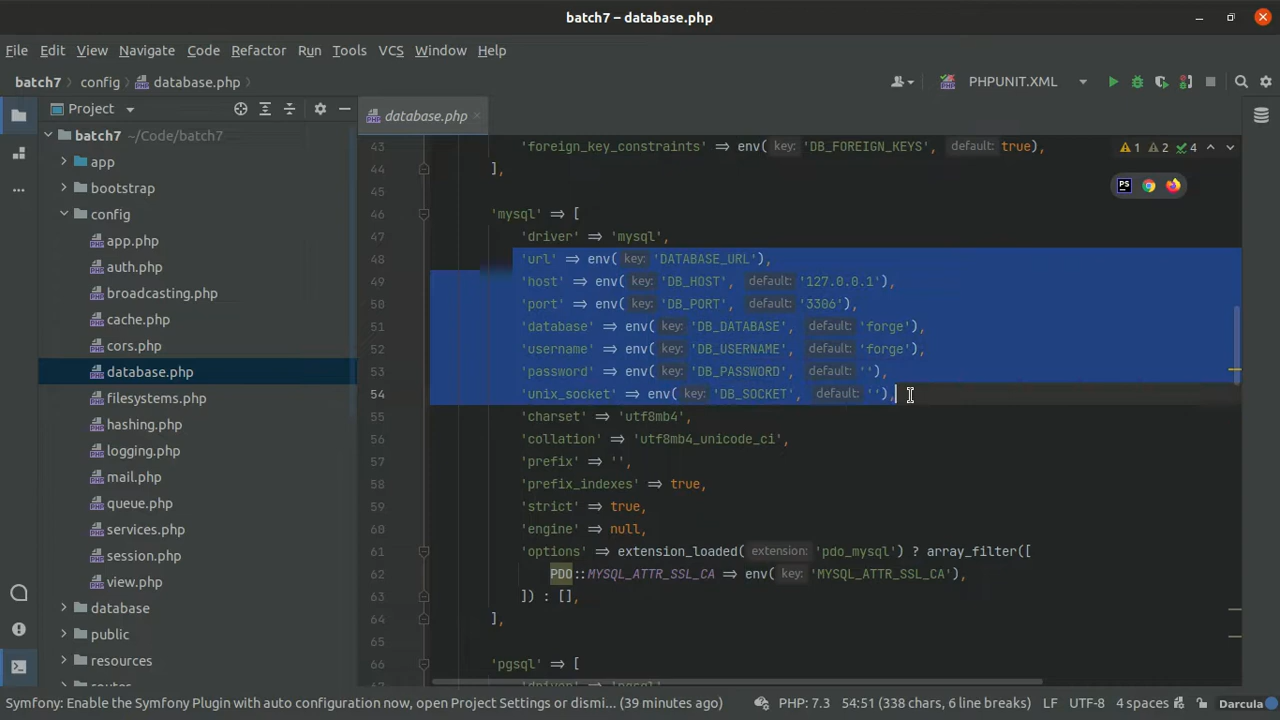 batch7 – database.php
File Edit View Navigate Code Refactor Run Tools VCS Window Help
batch7 config database.php PHPUNIT.XML
Project
database.php
batch7 ~/Code/batch7
app
bootstrap
config
app.php
auth.php
broadcasting.php
cache.php
cors.php
database.php
filesystems.php
hashing.php
logging.php
mail.php
queue.php
services.php
session.php
view.php
database
public
resources
43 'foreign_key_constraints' => env( key: 'DB_FOREIGN_KEYS', default: true),
44 ],
45
46 'mysql' => [
47 'driver' => 'mysql',
48 'url' => env( key: 'DATABASE_URL'),
49 'host' => env( key: 'DB_HOST', default: '127.0.0.1'),
50 'port' => env( key: 'DB_PORT', default: '3306'),
51 'database' => env( key: 'DB_DATABASE', default: 'forge'),
52 'username' => env( key: 'DB_USERNAME', default: 'forge'),
53 'password' => env( key: 'DB_PASSWORD', default: ''),
54 'unix_socket' => env( key: 'DB_SOCKET', default: ''),
55 'charset' => 'utf8mb4',
56 'collation' => 'utf8mb4_unicode_ci',
57 'prefix' => '',
58 'prefix_indexes' => true,
59 'strict' => true,
60 'engine' => null,
61 'options' => extension_loaded( extension: 'pdo_mysql') ? array_filter([
62 PDO::MYSQL_ATTR_SSL_CA => env( key: 'MYSQL_ATTR_SSL_CA'),
63 ]) : [],
64 ],
65
66 'pgsql' => [
1 2 4
PS
Symfony: Enable the Symfony Plugin with auto configuration now, open Project Settings or dismi... (39 minutes ago) PHP: 7.3 54:51 (338 chars, 6 line breaks) LF UTF-8 4 spaces Darcula